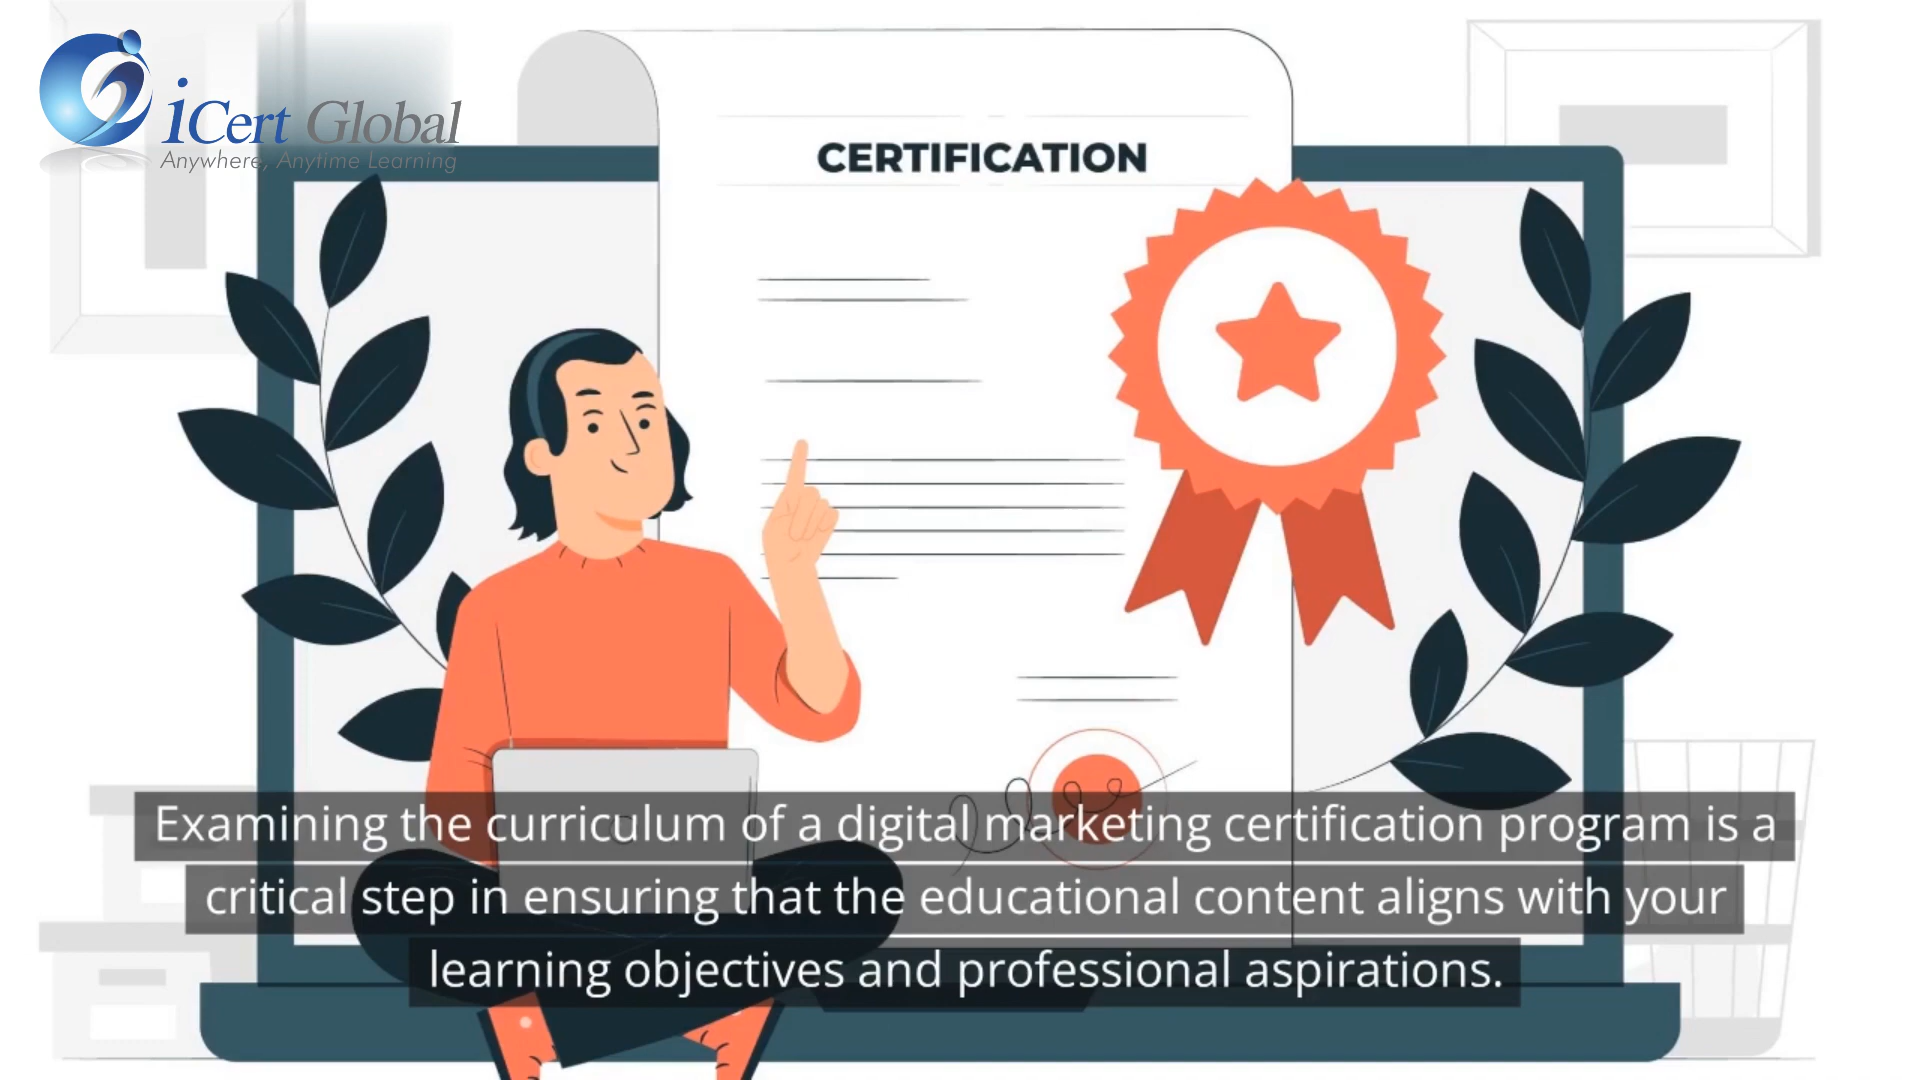 iCert Global
Anywhere, Anytime Learning
CERTIFICATION
Examining the curriculum of a digital marketing certification program is a
critical step in ensuring that the educational content aligns with your
learning objectives and professional aspirations.